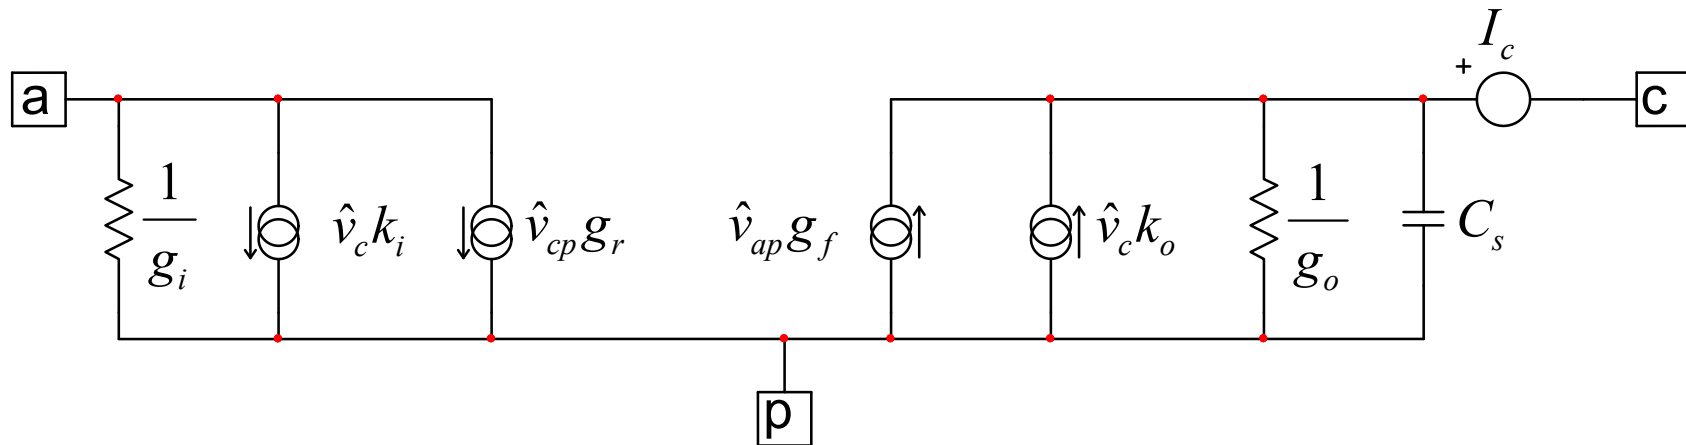 I_c
+
a
c
1/g_i
v̂_c k_i
v̂_cp g_r
v̂_ap g_f
v̂_c k_o
1/g_o
C_s
p